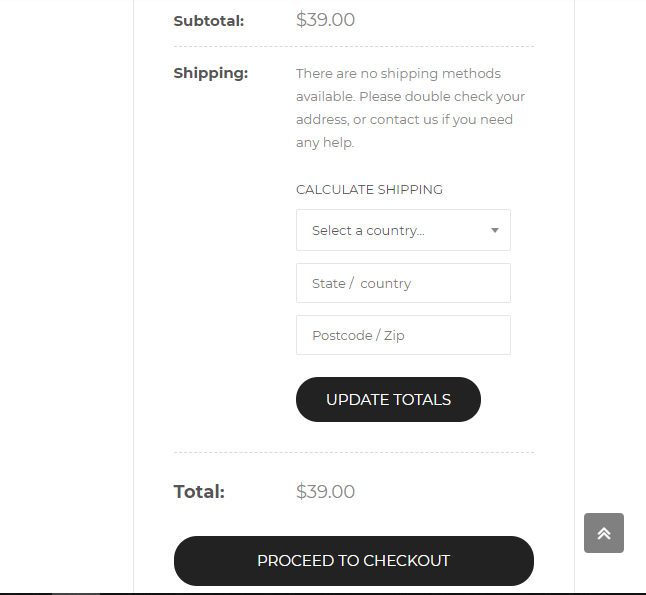 Subtotal: $39.00
Shipping: There are no shipping methods
available. Please double check your
address, or contact us if you need
any help.
CALCULATE SHIPPING
Select a country...
State /  country
Postcode / Zip
UPDATE TOTALS
Total: $39.00
PROCEED TO CHECKOUT